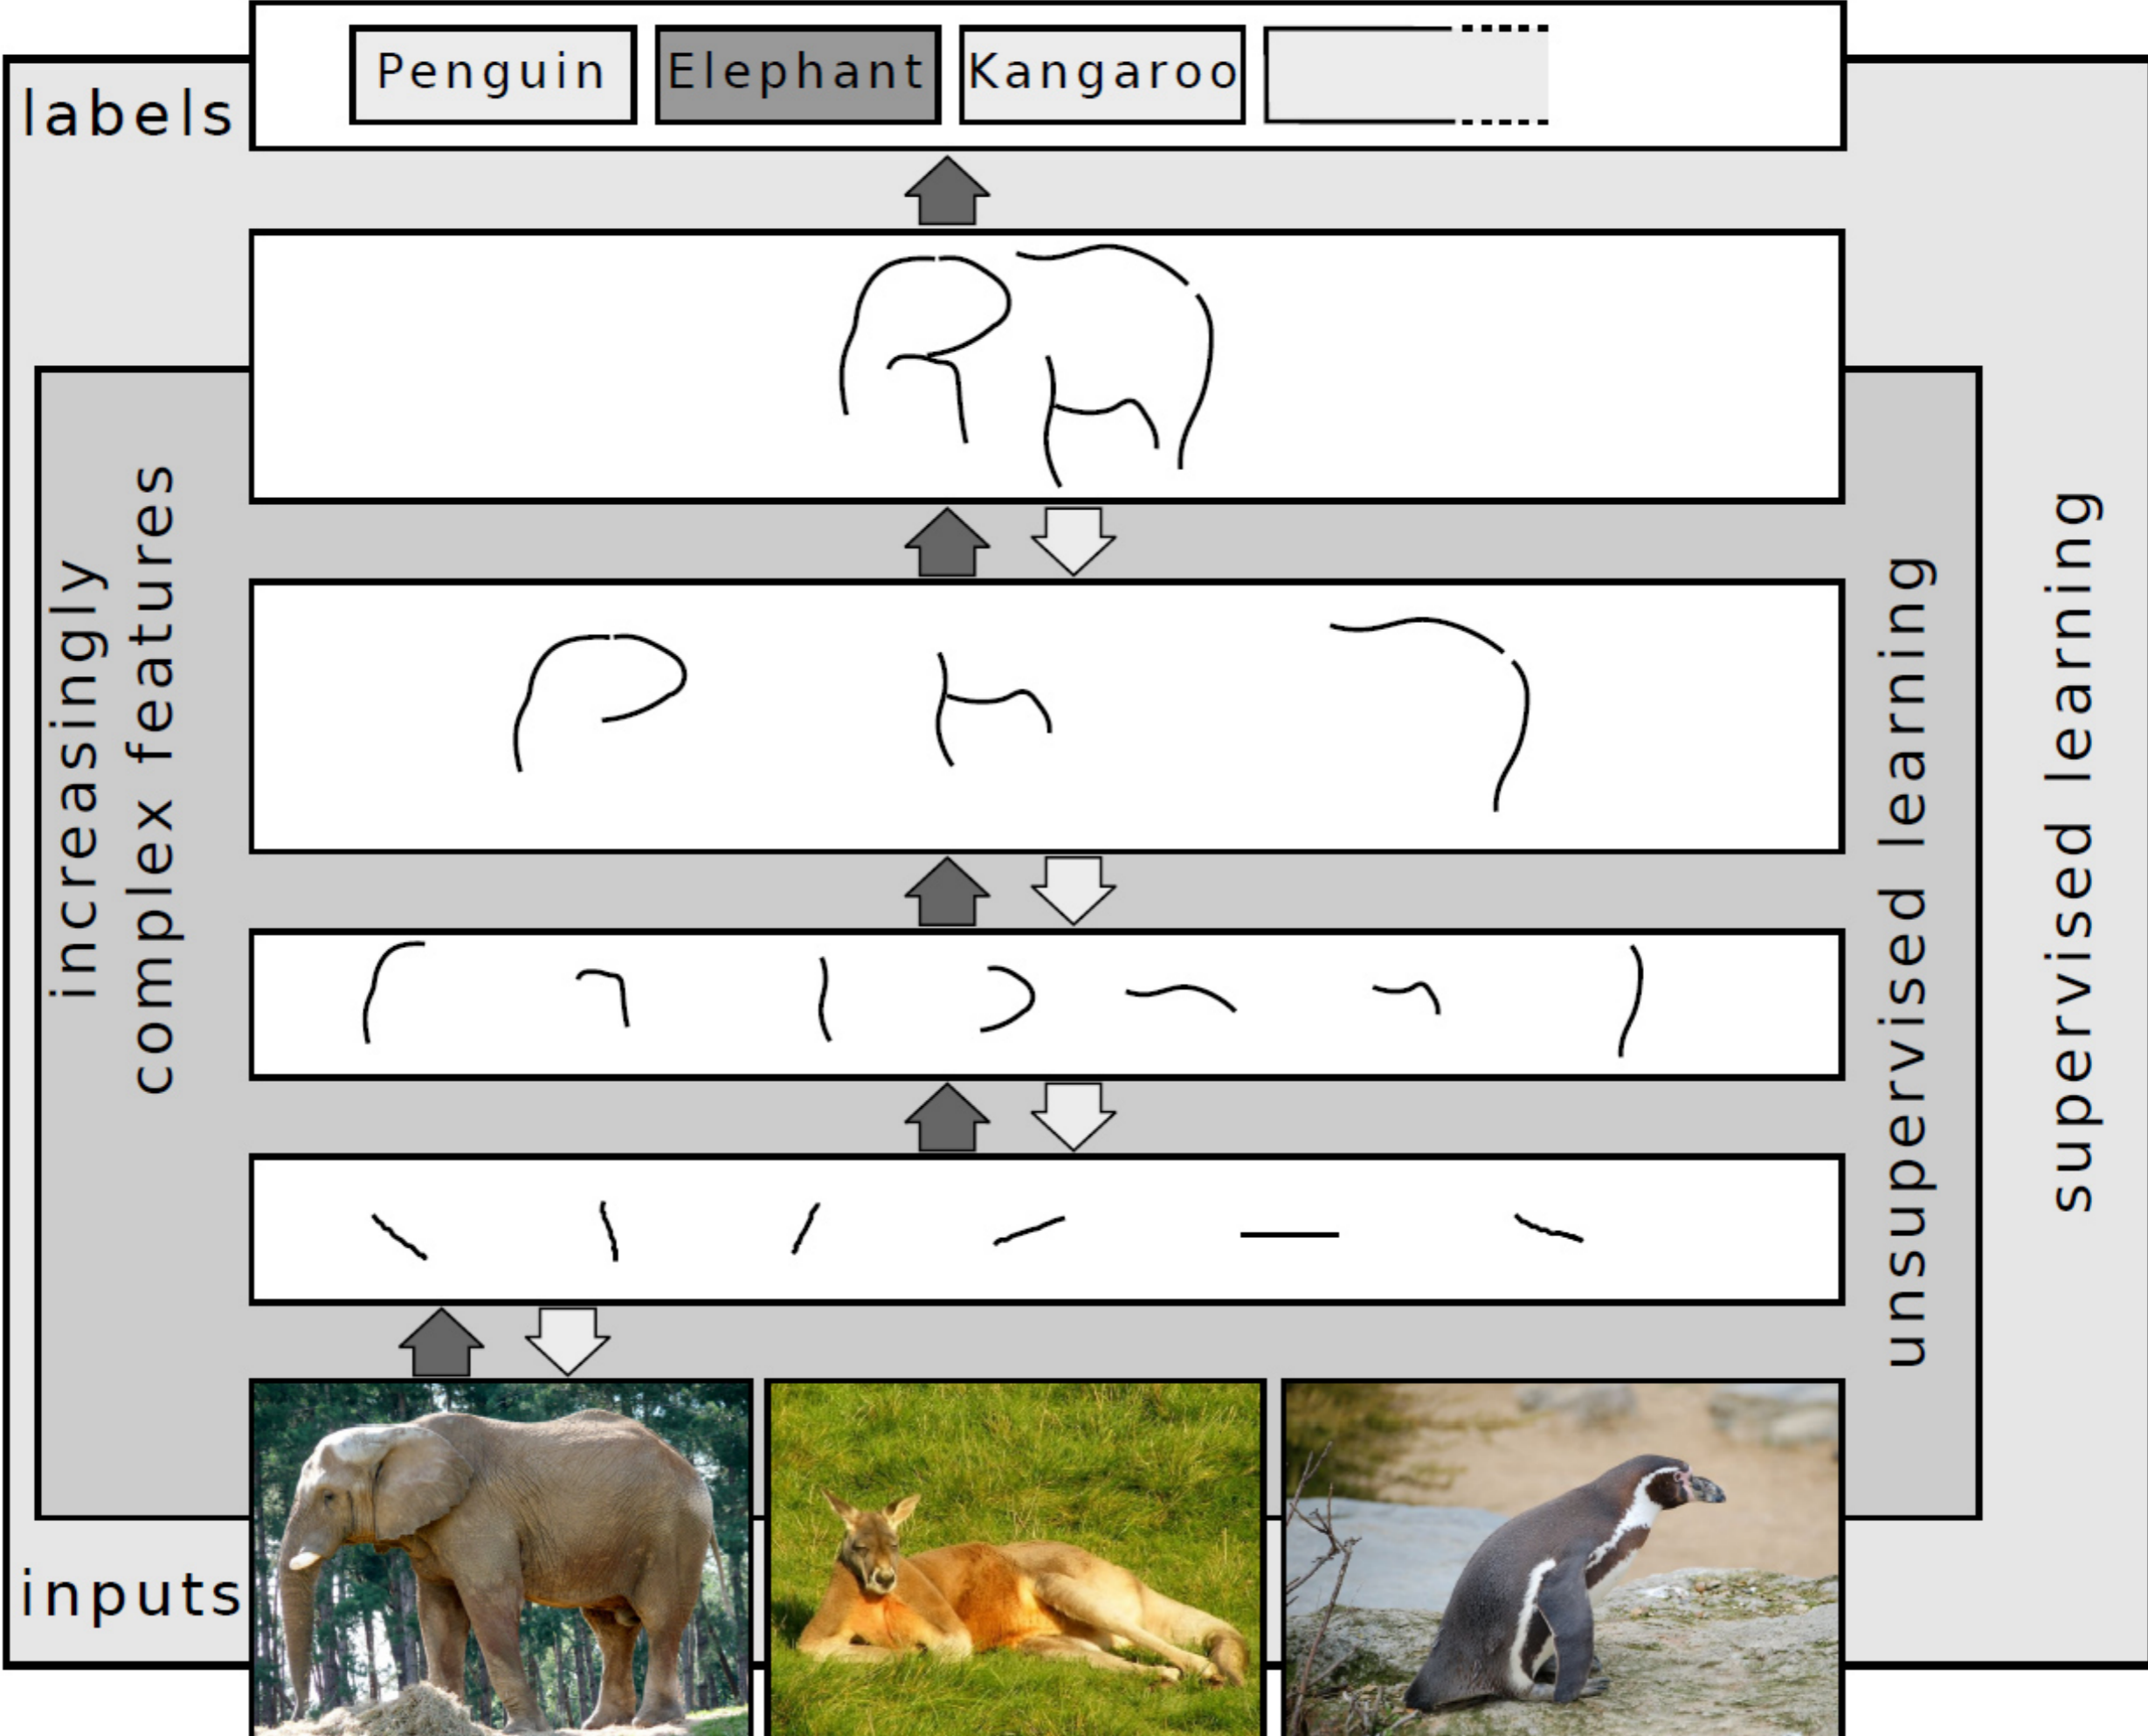 Penguin
Elephant
Kangaroo
labels
increasingly
complex features
unsupervised learning
supervised learning
inputs